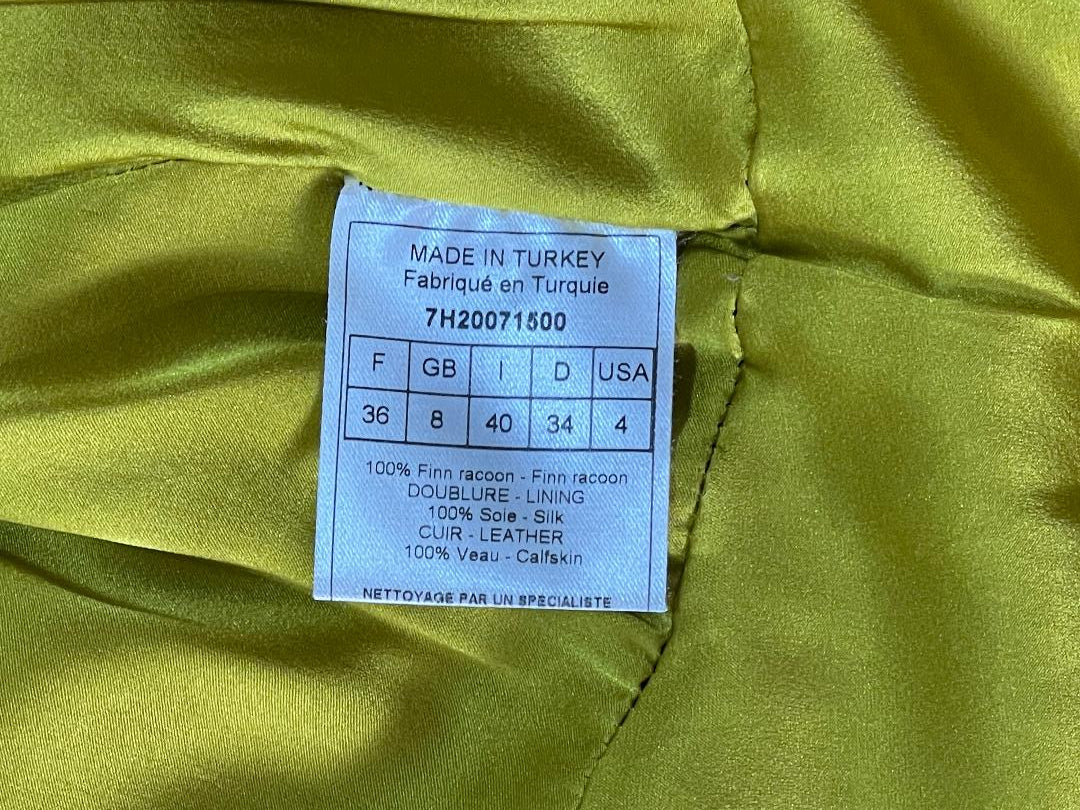 MADE IN TURKEY
Fabriqué en Turquie
7H20071500
F GB I D USA
36 8 40 34 4
100% Finn racoon - Finn racoon
DOUBLURE - LINING
100% Soie - Silk
CUIR - LEATHER
100% Veau - Calfskin
NETTOYAGE PAR UN SPECIALISTE